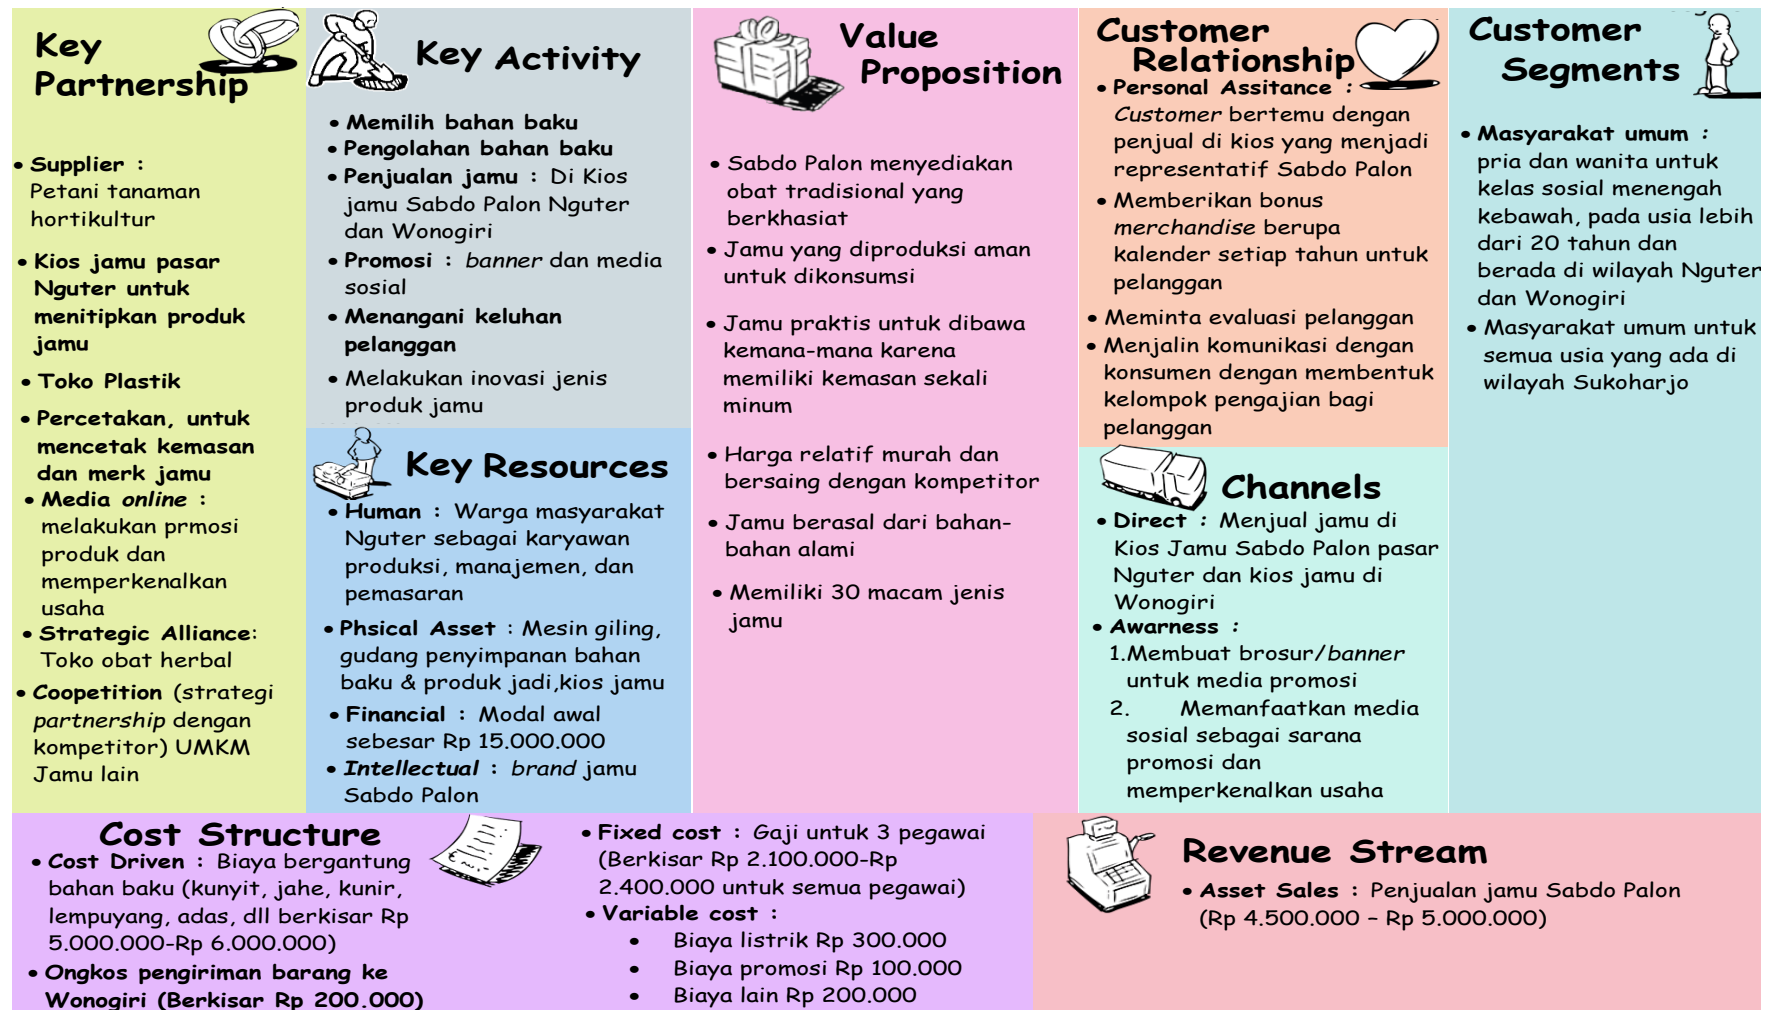 Key
Partnership
• Supplier :
Petani tanaman
hortikultur
• Kios jamu pasar
Nguter untuk
menitipkan produk
jamu
• Toko Plastik
• Percetakan, untuk
mencetak kemasan
dan merk jamu
• Media online :
melakukan prmosi
produk dan
memperkenalkan
usaha
• Strategic Alliance:
Toko obat herbal
• Coopetition (strategi
partnership dengan
kompetitor) UMKM
Jamu lain
Key Activity
• Memilih bahan baku
• Pengolahan bahan baku
• Penjualan jamu : Di Kios
jamu Sabdo Palon Nguter
dan Wonogiri
• Promosi : banner dan media
sosial
• Menangani keluhan
pelanggan
• Melakukan inovasi jenis
produk jamu
Key Resources
• Human : Warga masyarakat
Nguter sebagai karyawan
produksi, manajemen, dan
pemasaran
• Phsical Asset : Mesin giling,
gudang penyimpanan bahan
baku & produk jadi,kios jamu
• Financial : Modal awal
sebesar Rp 15.000.000
• Intellectual : brand jamu
Sabdo Palon
Value
Proposition
• Sabdo Palon menyediakan
obat tradisional yang
berkhasiat
• Jamu yang diproduksi aman
untuk dikonsumsi
• Jamu praktis untuk dibawa
kemana-mana karena
memiliki kemasan sekali
minum
• Harga relatif murah dan
bersaing dengan kompetitor
• Jamu berasal dari bahan-
bahan alami
• Memiliki 30 macam jenis
jamu
Customer
Relationship
• Personal Assitance :
Customer bertemu dengan
penjual di kios yang menjadi
representatif Sabdo Palon
• Memberikan bonus
merchandise berupa
kalender setiap tahun untuk
pelanggan
• Meminta evaluasi pelanggan
• Menjalin komunikasi dengan
konsumen dengan membentuk
kelompok pengajian bagi
pelanggan
Channels
• Direct : Menjual jamu di
Kios Jamu Sabdo Palon pasar
Nguter dan kios jamu di
Wonogiri
• Awarness :
1.Membuat brosur/banner
untuk media promosi
2. Memanfaatkan media
sosial sebagai sarana
promosi dan
memperkenalkan usaha
Customer
Segments
• Masyarakat umum :
pria dan wanita untuk
kelas sosial menengah
kebawah, pada usia lebih
dari 20 tahun dan
berada di wilayah Nguter
dan Wonogiri
• Masyarakat umum untuk
semua usia yang ada di
wilayah Sukoharjo
Cost Structure
• Cost Driven : Biaya bergantung
bahan baku (kunyit, jahe, kunir,
lempuyang, adas, dll berkisar Rp
5.000.000-Rp 6.000.000)
• Ongkos pengiriman barang ke
Wonogiri (Berkisar Rp 200.000)
• Fixed cost : Gaji untuk 3 pegawai
(Berkisar Rp 2.100.000-Rp
2.400.000 untuk semua pegawai)
• Variable cost :
• Biaya listrik Rp 300.000
• Biaya promosi Rp 100.000
• Biaya lain Rp 200.000
Revenue Stream
• Asset Sales : Penjualan jamu Sabdo Palon
(Rp 4.500.000 – Rp 5.000.000)